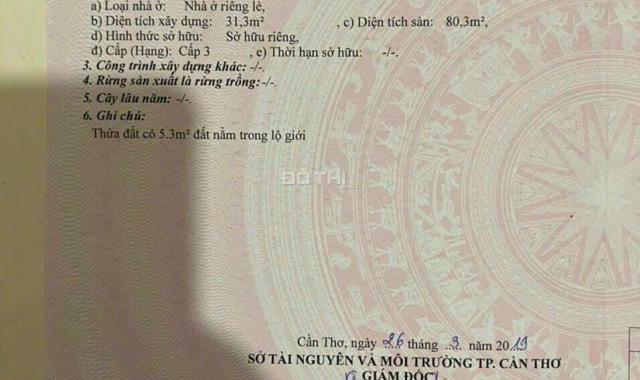 a) Loại nhà ở: Nhà ở riêng lẻ,
b) Diện tích xây dựng: 31,3m² , c) Diện tích sàn: 80,3m²,
d) Hình thức sở hữu: Sở hữu riêng,
đ) Cấp (Hạng): Cấp 3 , e) Thời hạn sở hữu: -/-.
3. Công trình xây dựng khác: -/-.
4. Rừng sản xuất là rừng trồng:-/-.
5. Cây lâu năm: -/-.
6. Ghi chú:
Thửa đất có 5.3m² đất nằm trong lộ giới
ĐÔTHỊ
Cần Thơ, ngày 26 tháng 3 năm 2019
SỞ TÀI NGUYÊN VÀ MÔI TRƯỜNG TP. CẦN THƠ
GIÁM ĐỐC